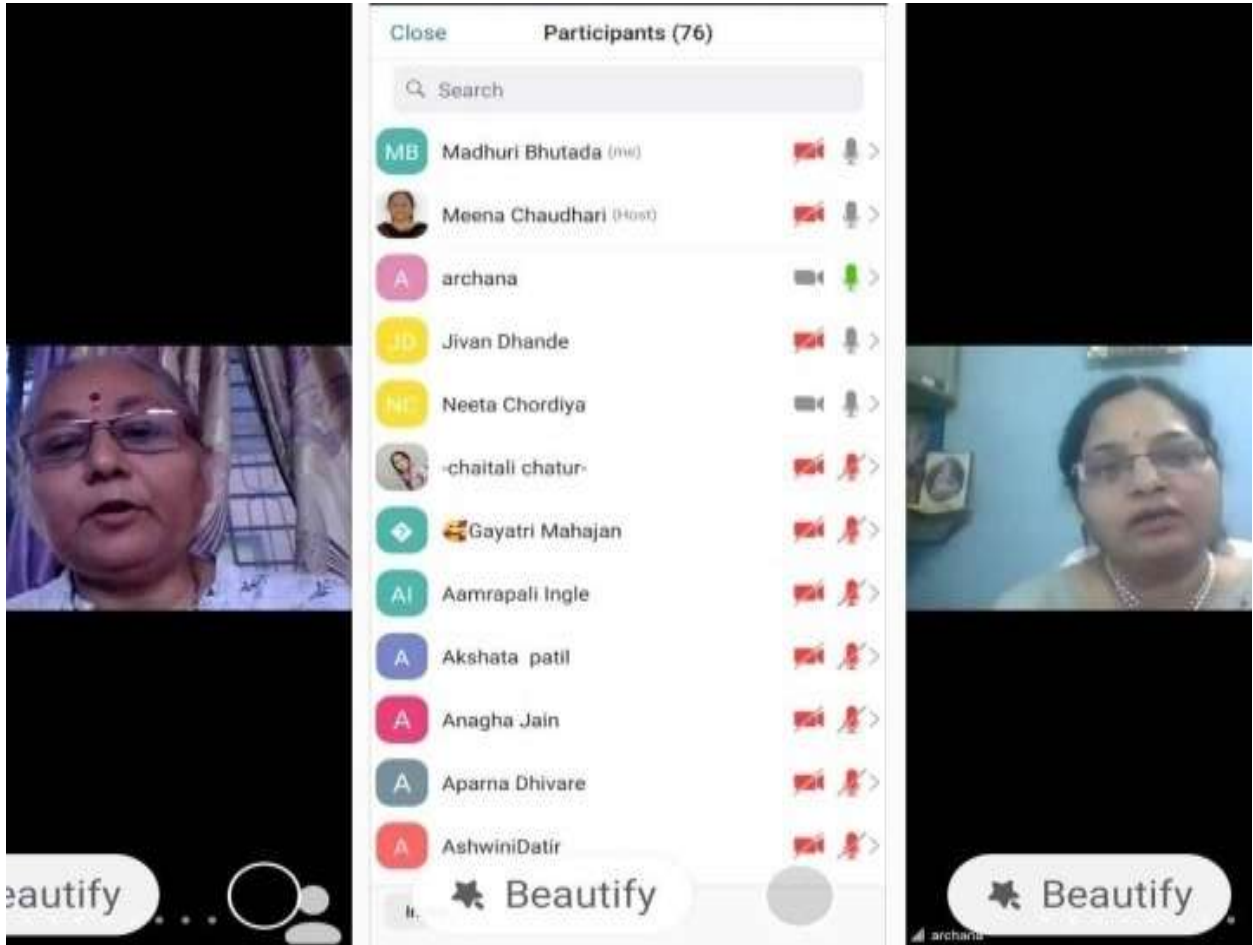 Close
Participants (76)
Search
MB
Madhuri Bhutada (me)
Meena Chaudhari (Host)
A
archana
JD
Jivan Dhande
NC
Neeta Chordiya
-chaitali chatur-
🥰Gayatri Mahajan
AI
Aamrapali Ingle
A
Akshata patil
A
Anagha Jain
A
Aparna Dhivare
A
AshwiniDatir
eautify
Beautify
Beautify
archana